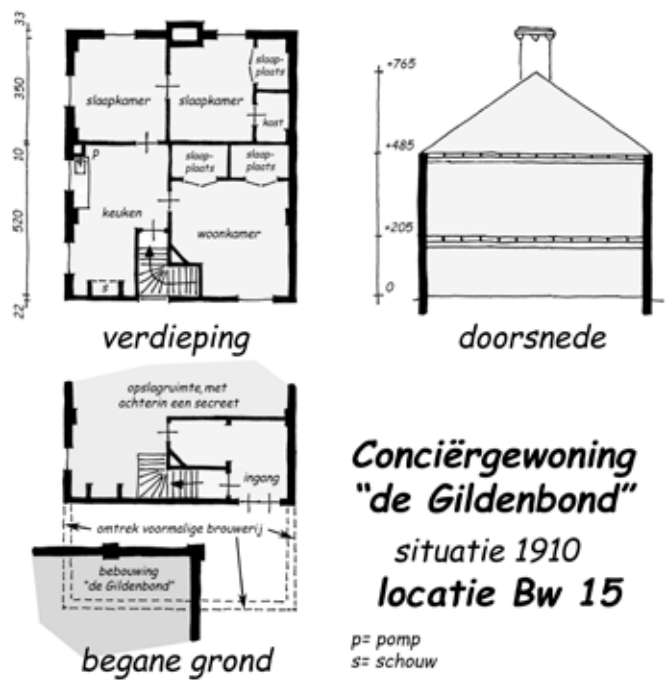 33
350
10
520
22
slaapkamer
slaapkamer
slaap-
plaats
kast
p
slaap-
plaats
slaap-
plaats
keuken
woonkamer
s
verdieping
+765
+485
+205
0
doorsnede
opslagruimte, met
achterin een secreet
ingang
omtrek voormalige brouwerij
bebouwing
"de Gildenbond"
begane grond
Conciërgewoning
"de Gildenbond"
situatie 1910
locatie Bw 15
p= pomp
s= schouw